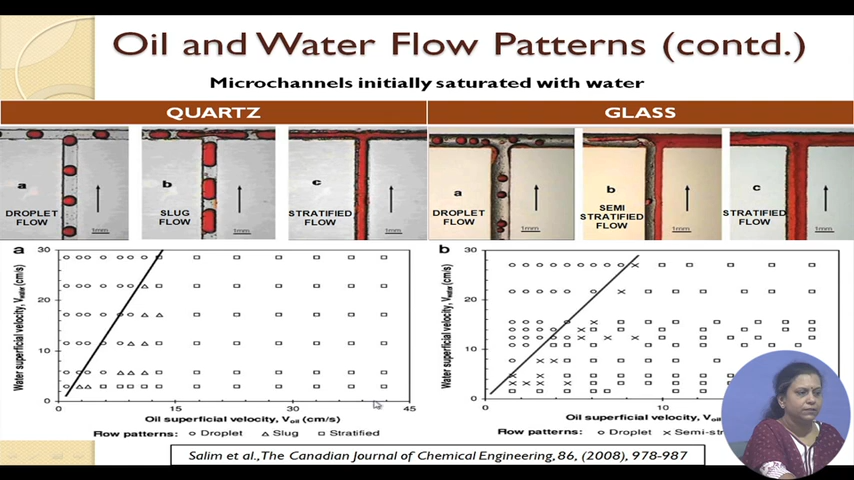 Oil and Water Flow Patterns (contd.)
Microchannels initially saturated with water
QUARTZ
GLASS
a
DROPLET
FLOW
1mm
b
SLUG
FLOW
1mm
c
STRATIFIED
FLOW
1mm
a
DROPLET
FLOW
1mm
b
SEMI
STRATIFIED
FLOW
1mm
c
STRATIFIED
FLOW
1mm
a
30
20
10
0
Water superficial velocity, Vwater (cm/s)
0 15 30 45
Oil superficial velocity, Voil (cm/s)
Flow patterns: ○ Droplet △ Slug □ Stratified
b
30
20
10
0
Water superficial velocity, Vwater (cm/s)
0 10
Oil superficial velocity, Voil
Flow patterns: ○ Droplet × Semi-str
Salim et al.,The Canadian Journal of Chemical Engineering, 86, (2008), 978-987